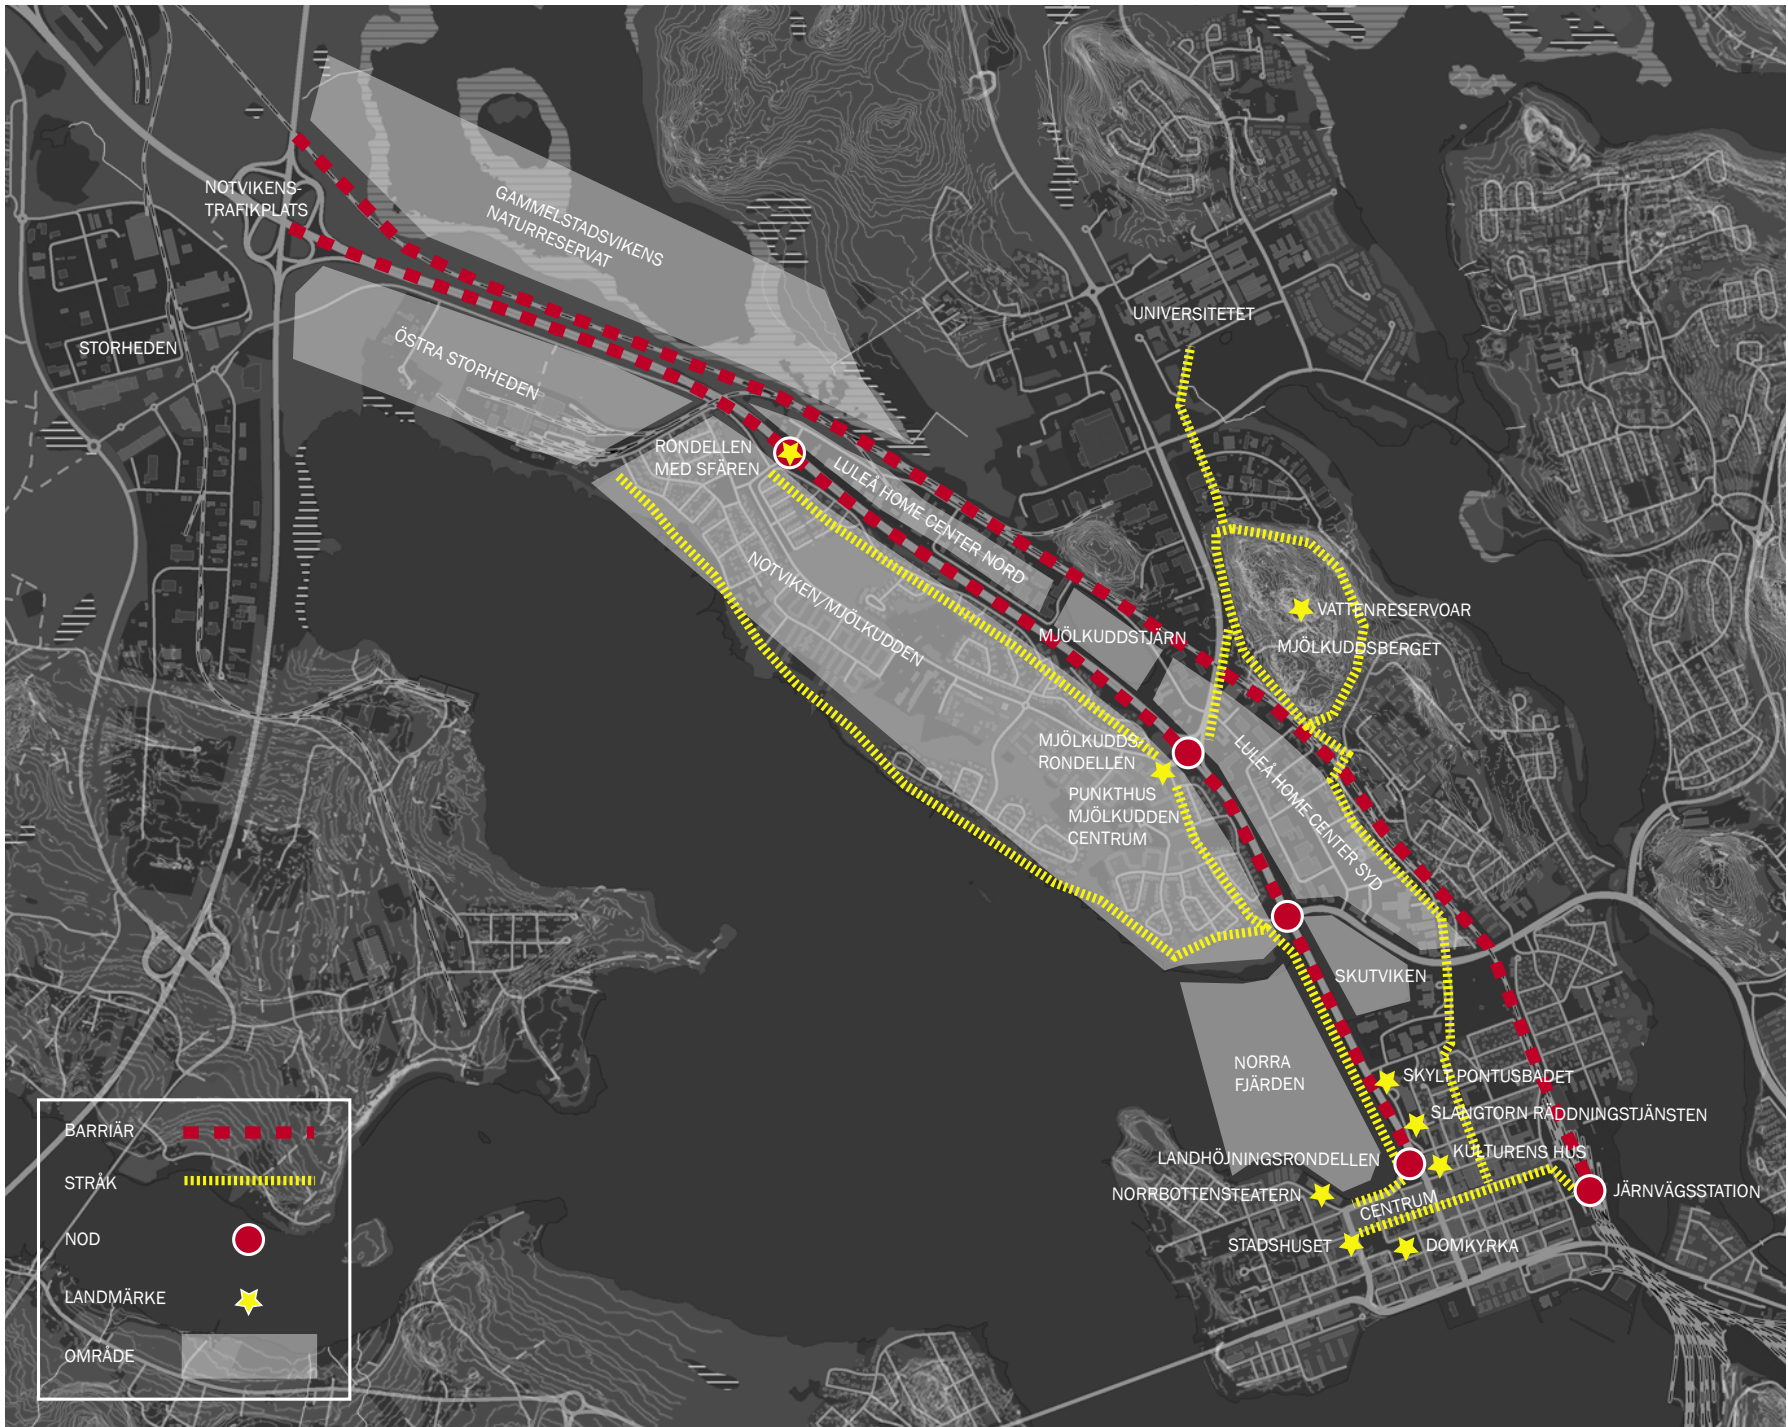 NOTVIKENS-
TRAFIKPLATS
GAMMELSTADSVIKENS
NATURRESERVAT
STORHEDEN
ÖSTRA STORHEDEN
UNIVERSITETET
RONDELLEN
MED SFÄREN
LULEÅ HOME CENTER NORD
NOTVIKEN/MJÖLKUDDEN
VATTENRESERVOAR
MJÖLKUDDSTJÄRN
MJÖLKUDDSBERGET
MJÖLKUDDS-
RONDELLEN
PUNKTHUS
MJÖLKUDDEN
CENTRUM
LULEÅ HOME CENTER SYD
SKUTVIKEN
NORRA
FJÄRDEN
SKYLT PONTUSBADET
SLANGTORN RÄDDNINGSTJÄNSTEN
KULTURENS HUS
LANDHÖJNINGSRONDELLEN
NORRBOTTENSTEATERN
CENTRUM
JÄRNVÄGSSTATION
STADSHUSET
DOMKYRKA
BARRIÄR
STRÅK
NOD
LANDMÄRKE
OMRÅDE